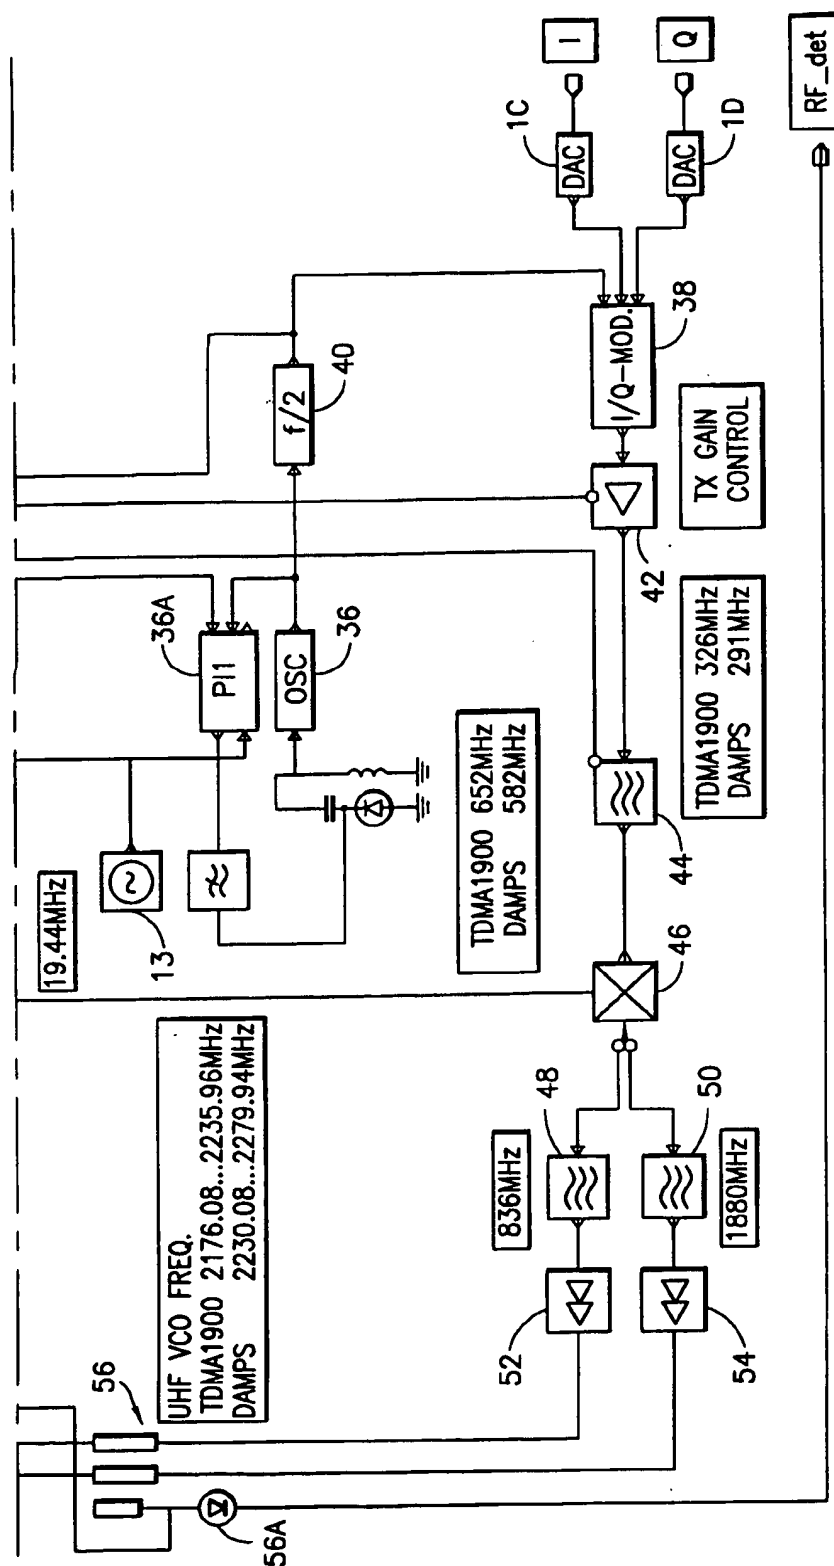 19.44MHz
13
36A
PI1
OSC
36
f/2
40
TDMA1900 652MHz
DAMPS 582MHz
UHF VCO FREQ.
TDMA1900 2176.08...2235.96MHz
DAMPS 2230.08...2279.94MHz
56
56A
836MHz
48
52
1880MHz
50
54
46
44
TDMA1900 326MHz
DAMPS 291MHz
42
TX GAIN
CONTROL
I/Q-MOD.
38
DAC
1C
I
DAC
1D
Q
RF_det